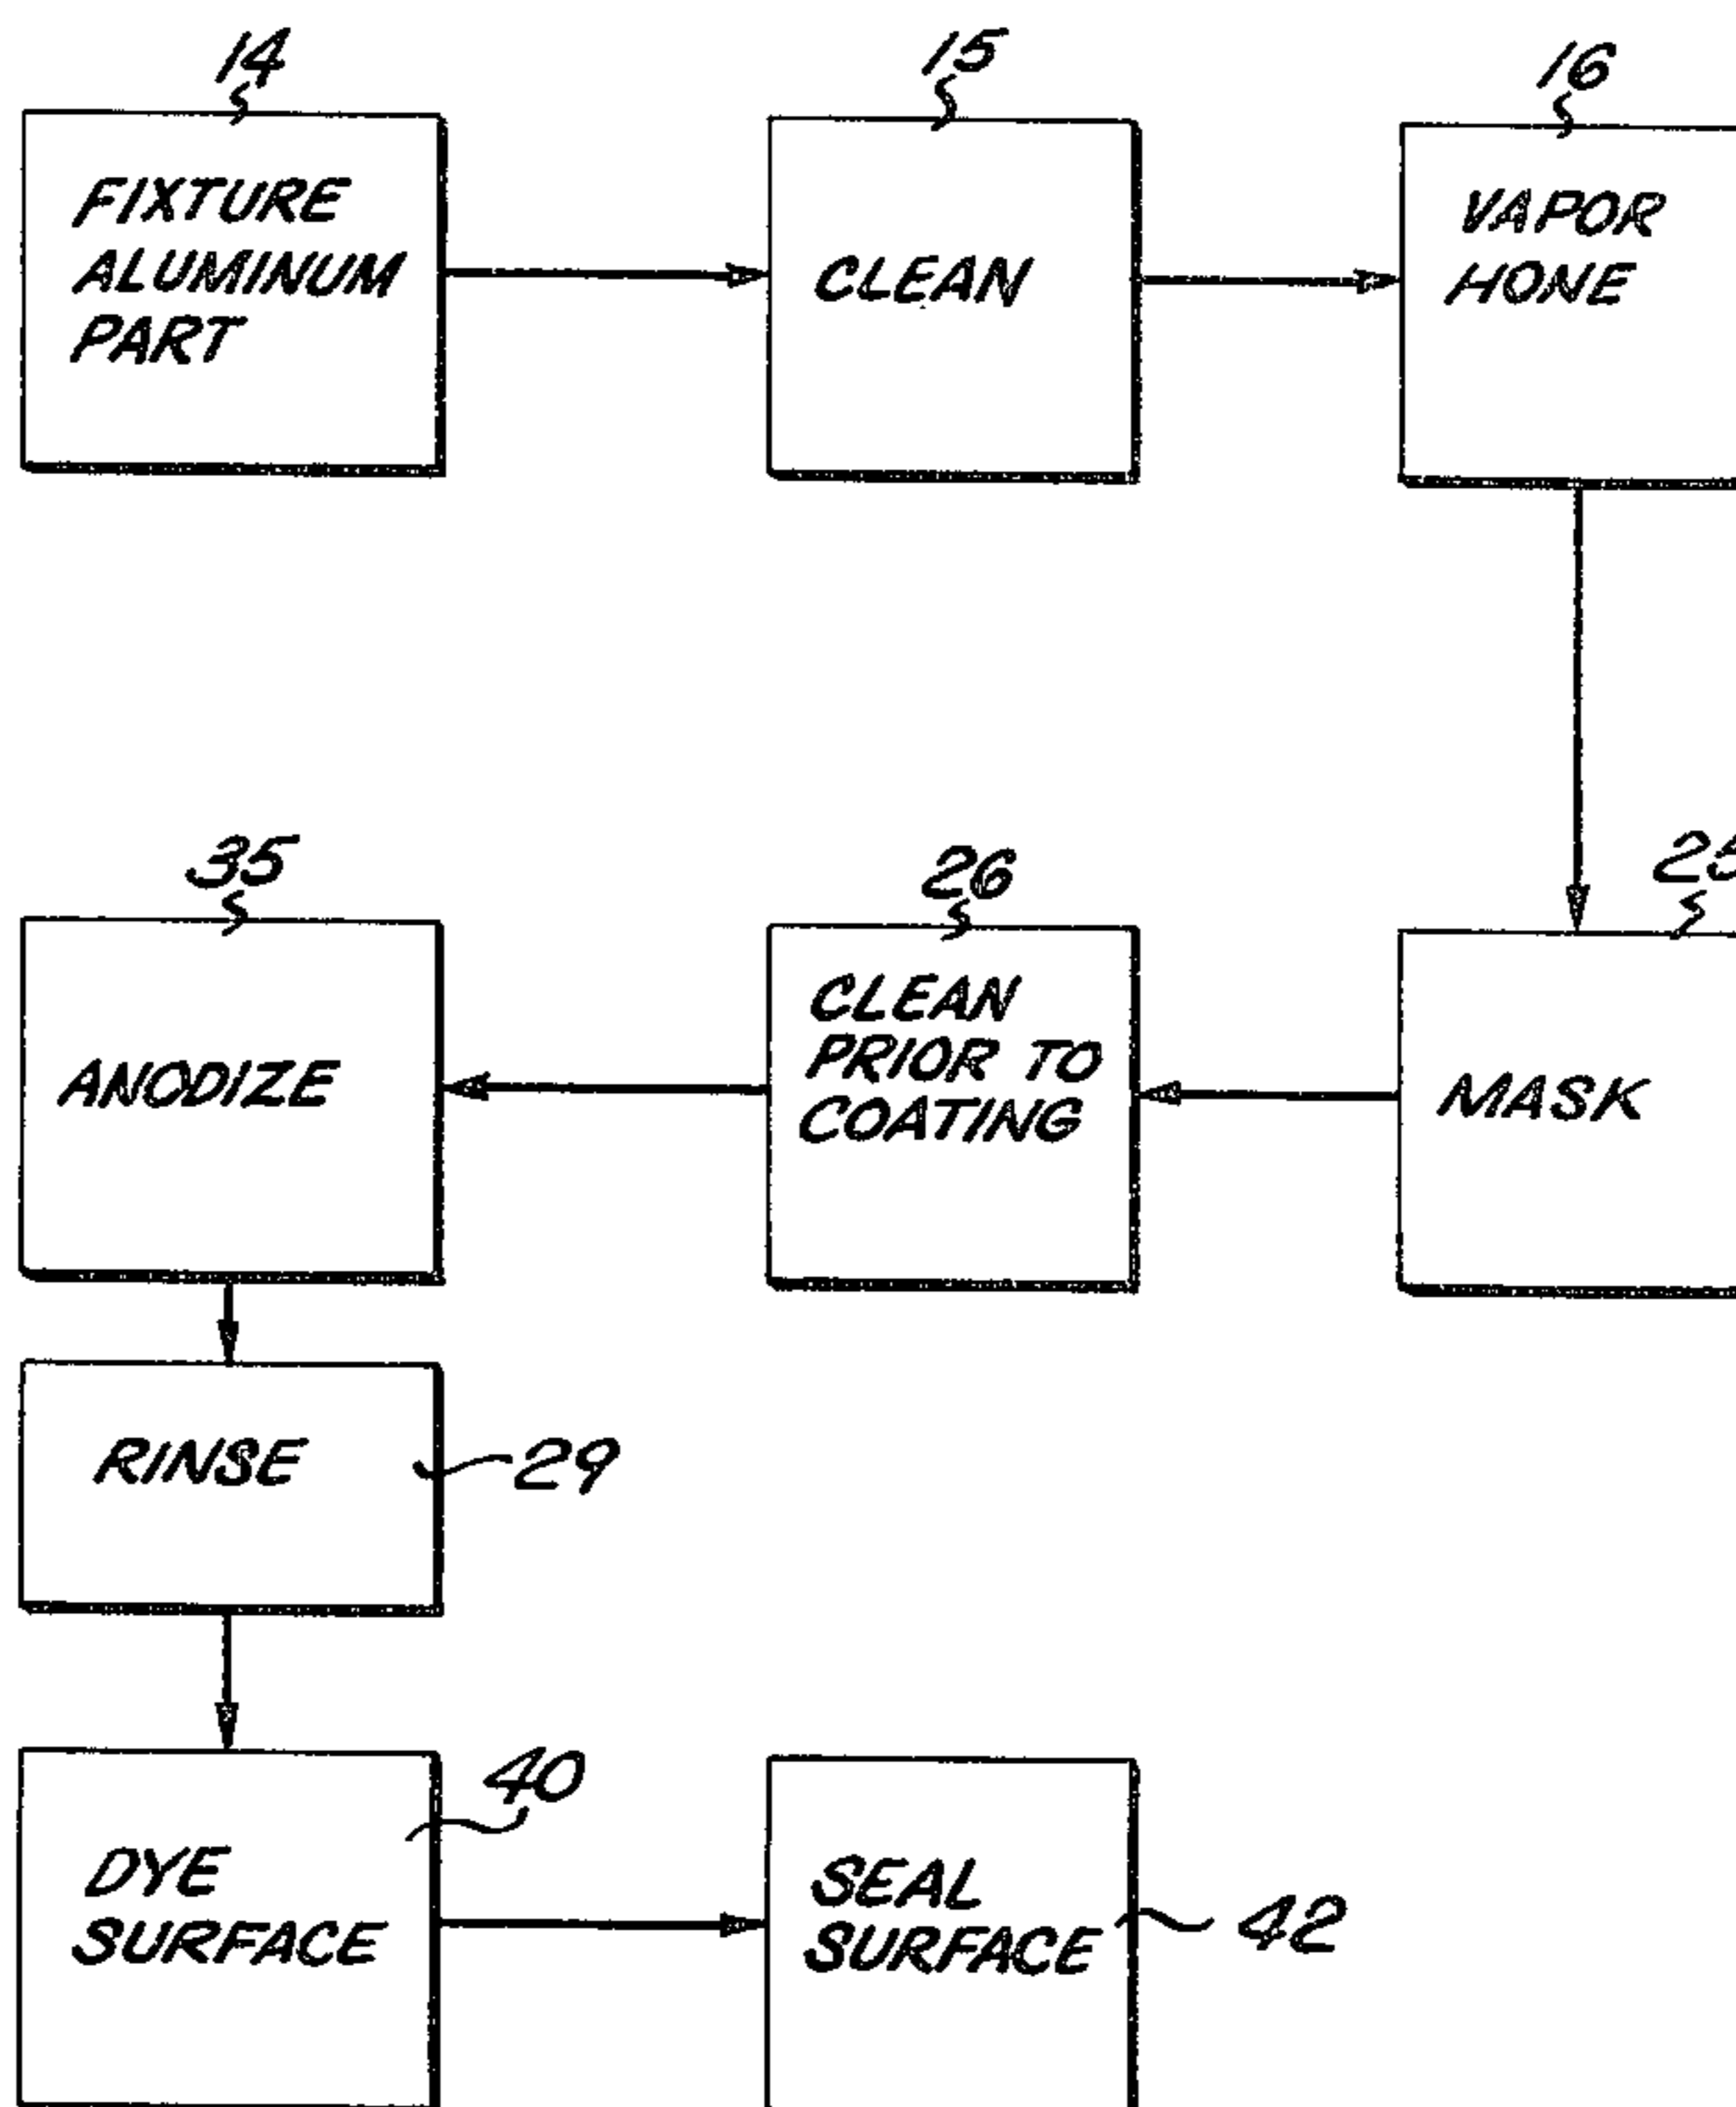 14
FIXTURE
ALUMINUM
PART
15
CLEAN
16
VAPOR
HONE
25
MASK
26
CLEAN
PRIOR TO
COATING
35
ANODIZE
RINSE
29
40
DYE
SURFACE
SEAL
SURFACE
42